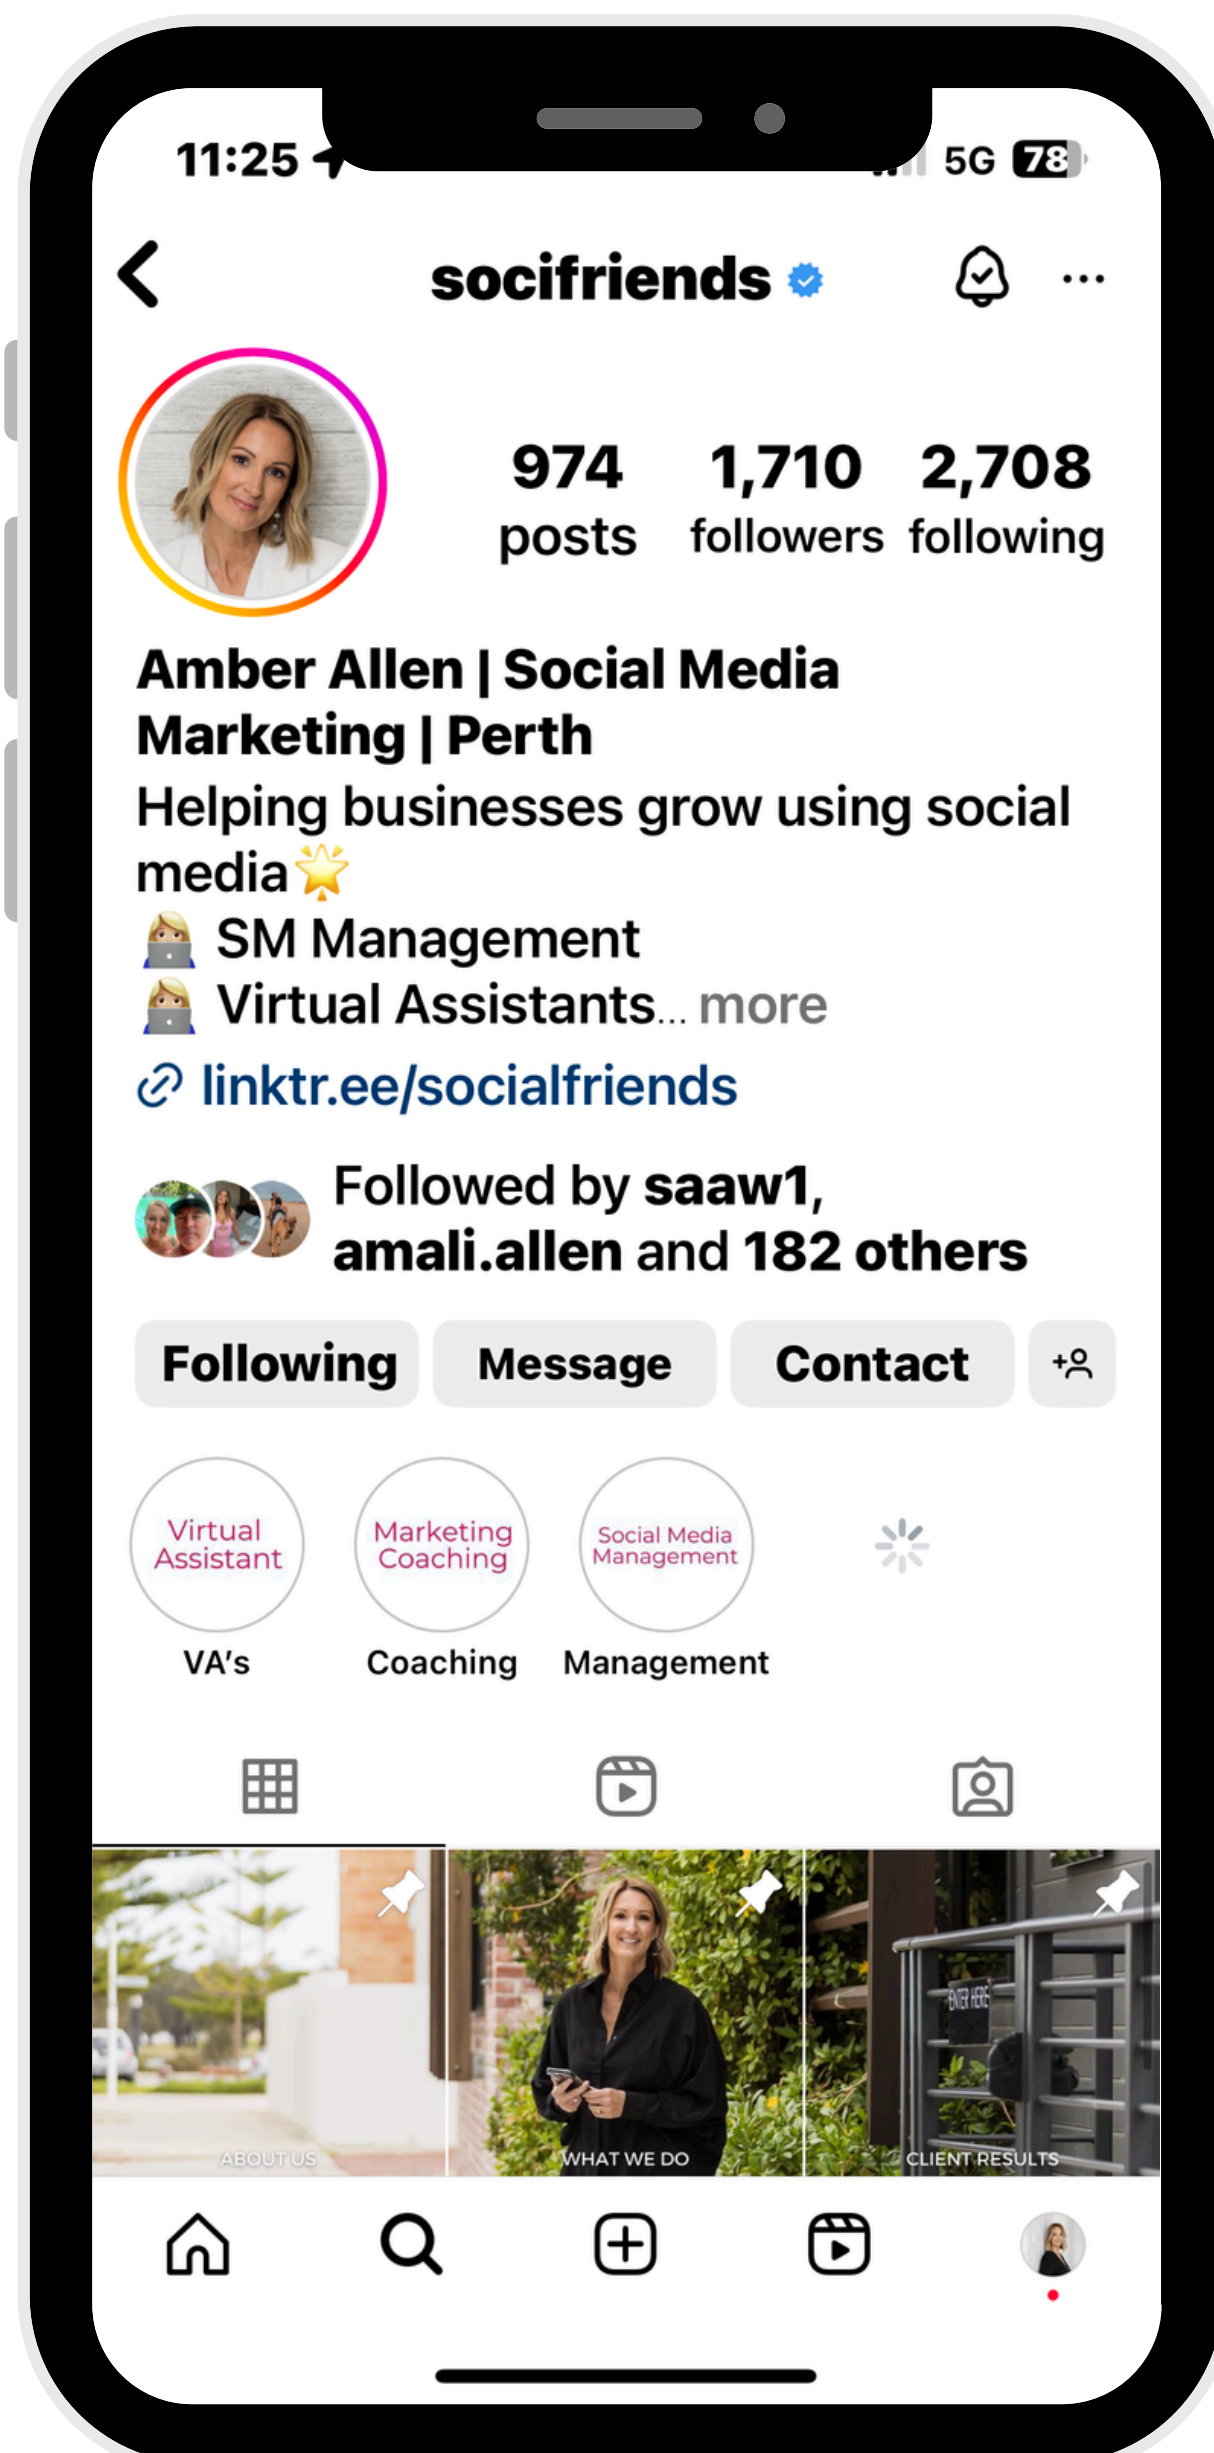 11:25
5G 78
socifriends
974 1,710 2,708
posts followers following
Amber Allen | Social Media
Marketing | Perth
Helping businesses grow using social
media🌟
👩🏼‍💻 SM Management
👩🏼‍💻 Virtual Assistants... more
linktr.ee/socialfriends
Followed by saaw1,
amali.allen and 182 others
Following Message Contact
Virtual
Assistant
Marketing
Coaching
Social Media
Management
VA's Coaching Management
ENTER HERE
ABOUT US WHAT WE DO CLIENT RESULTS